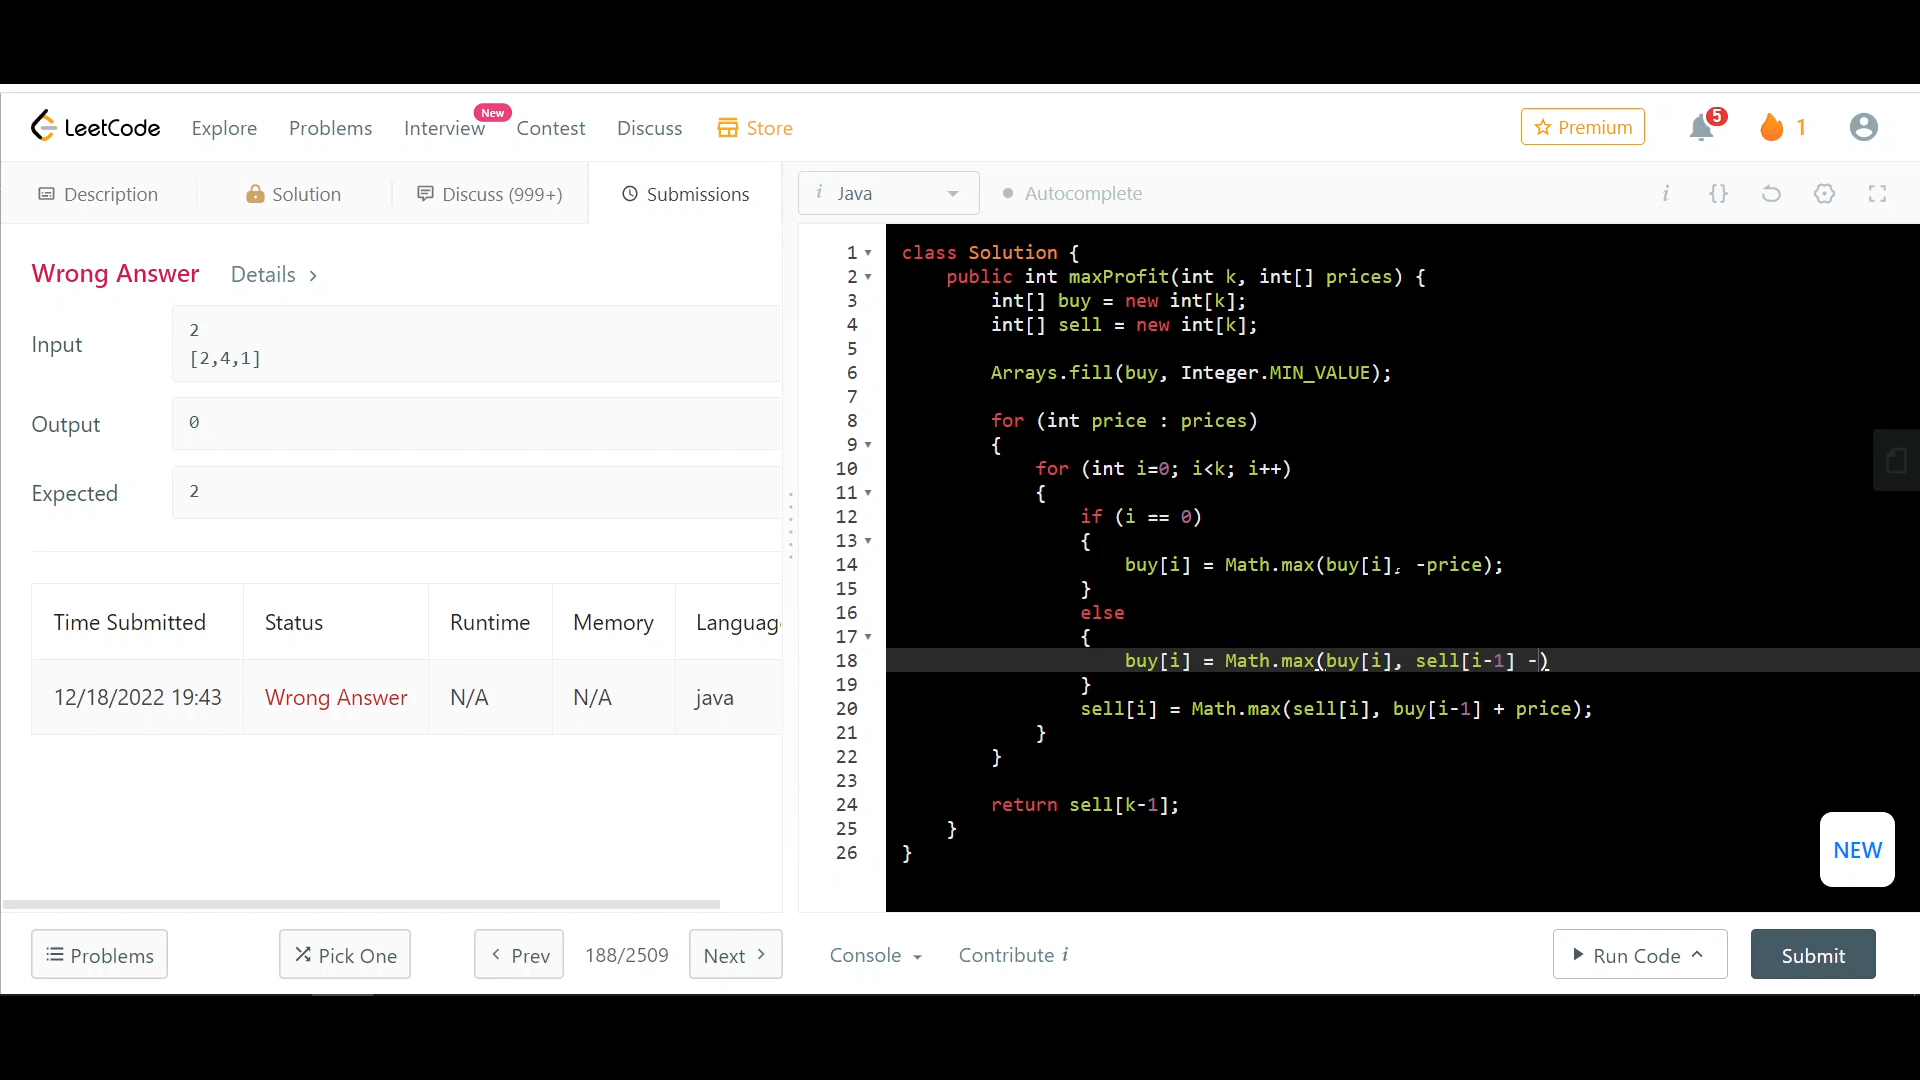 LeetCode Explore Problems Interview New Contest Discuss Store Premium 5 1
Description Solution Discuss (999+) Submissions i Java Autocomplete i {}
Wrong Answer Details >
Input
2
[2,4,1]
Output
0
Expected
2
Time Submitted Status Runtime Memory Languag
12/18/2022 19:43 Wrong Answer N/A N/A java
1 class Solution {
2 public int maxProfit(int k, int[] prices) {
3 int[] buy = new int[k];
4 int[] sell = new int[k];
5
6 Arrays.fill(buy, Integer.MIN_VALUE);
7
8 for (int price : prices)
9 {
10 for (int i=0; i<k; i++)
11 {
12 if (i == 0)
13 {
14 buy[i] = Math.max(buy[i], -price);
15 }
16 else
17 {
18 buy[i] = Math.max(buy[i], sell[i-1] -)
19 }
20 sell[i] = Math.max(sell[i], buy[i-1] + price);
21 }
22 }
23
24 return sell[k-1];
25 }
26 }
NEW
Problems Pick One < Prev 188/2509 Next > Console Contribute i Run Code Submit